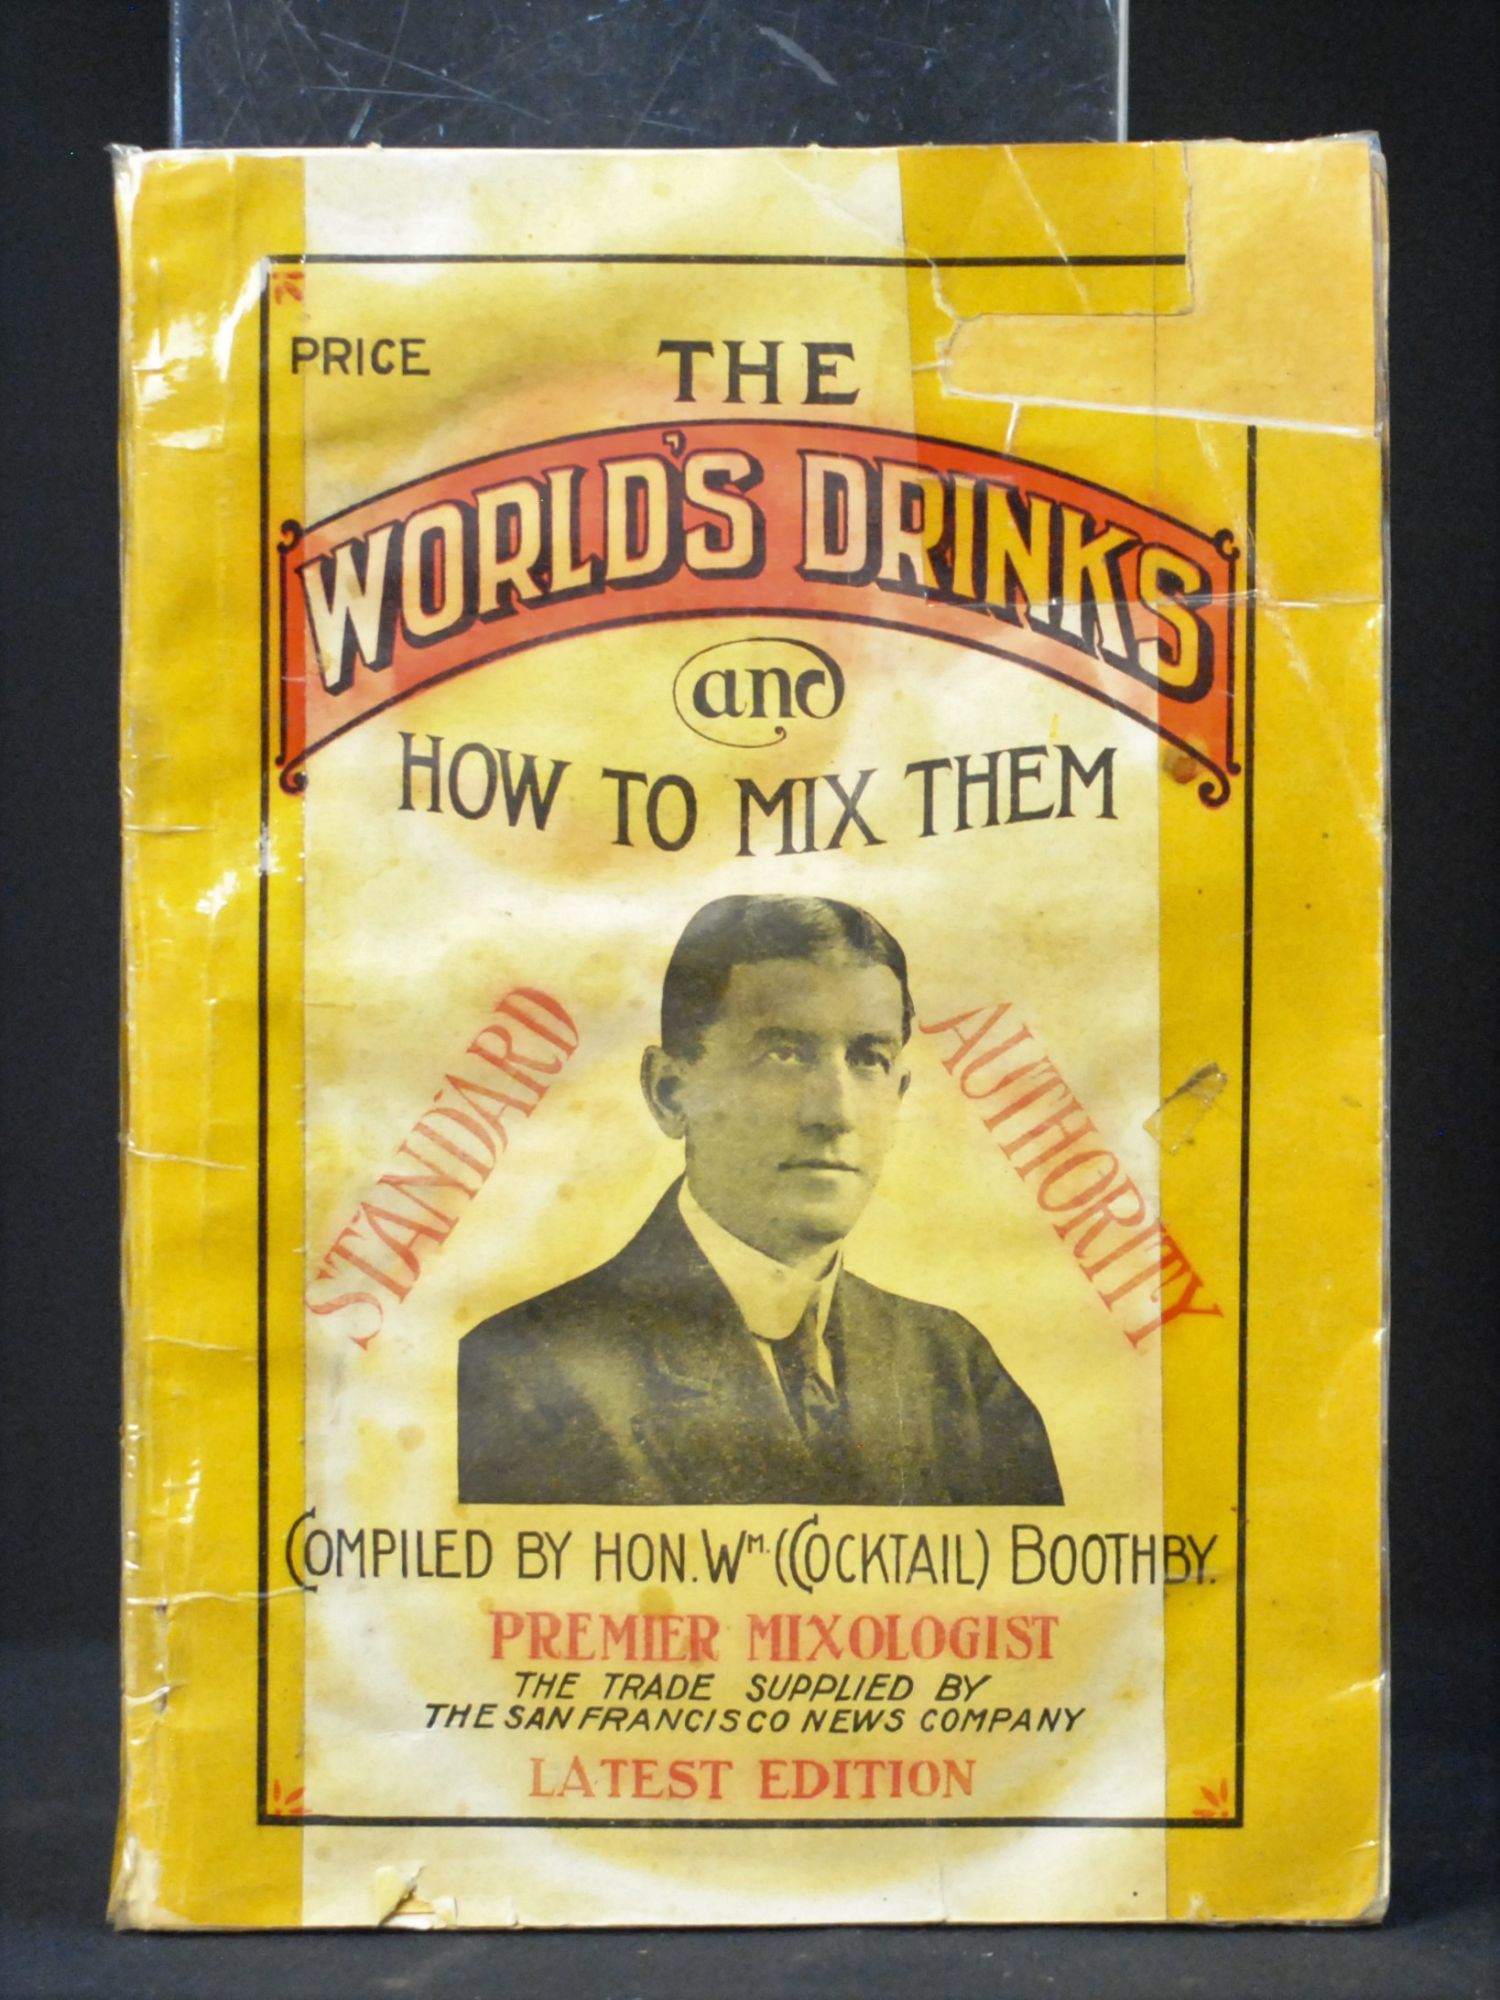 PRICE
THE
WORLD'S DRINKS
and
HOW TO MIX THEM
STANDARD AUTHORITY
COMPILED BY HON. WM. (COCKTAIL) BOOTHBY.
PREMIER MIXOLOGIST
THE TRADE SUPPLIED BY
THE SAN FRANCISCO NEWS COMPANY
LATEST EDITION